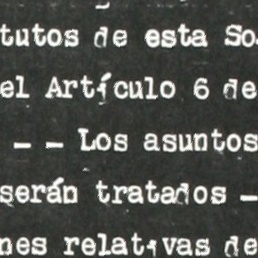 tutos de esta So
el Artículo 6 de
- - Los asuntos
serán tratados -
nes relativas de